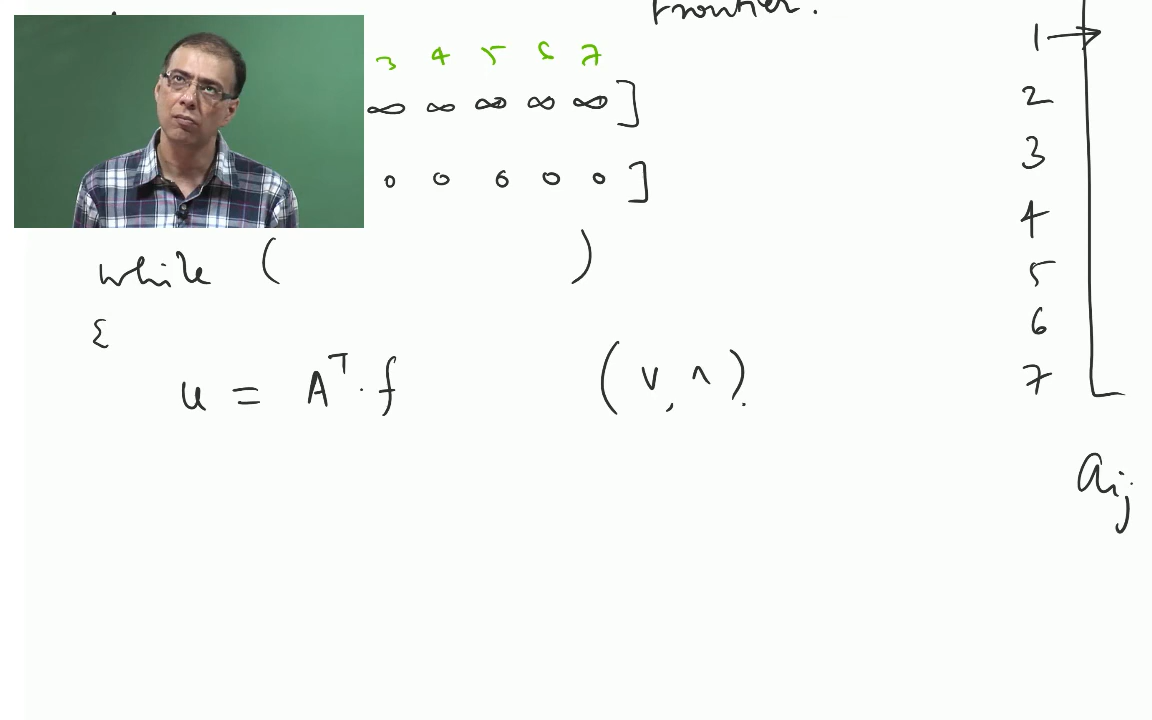 Frontier.
3 4 5 6 7
∞ ∞ ∞ ∞ ∞ ]
0 0 0 0 0 ]
while ( )
{
u = Aᵀ · f (∨, ∧).
1 →
2
3
4
5
6
7
aij